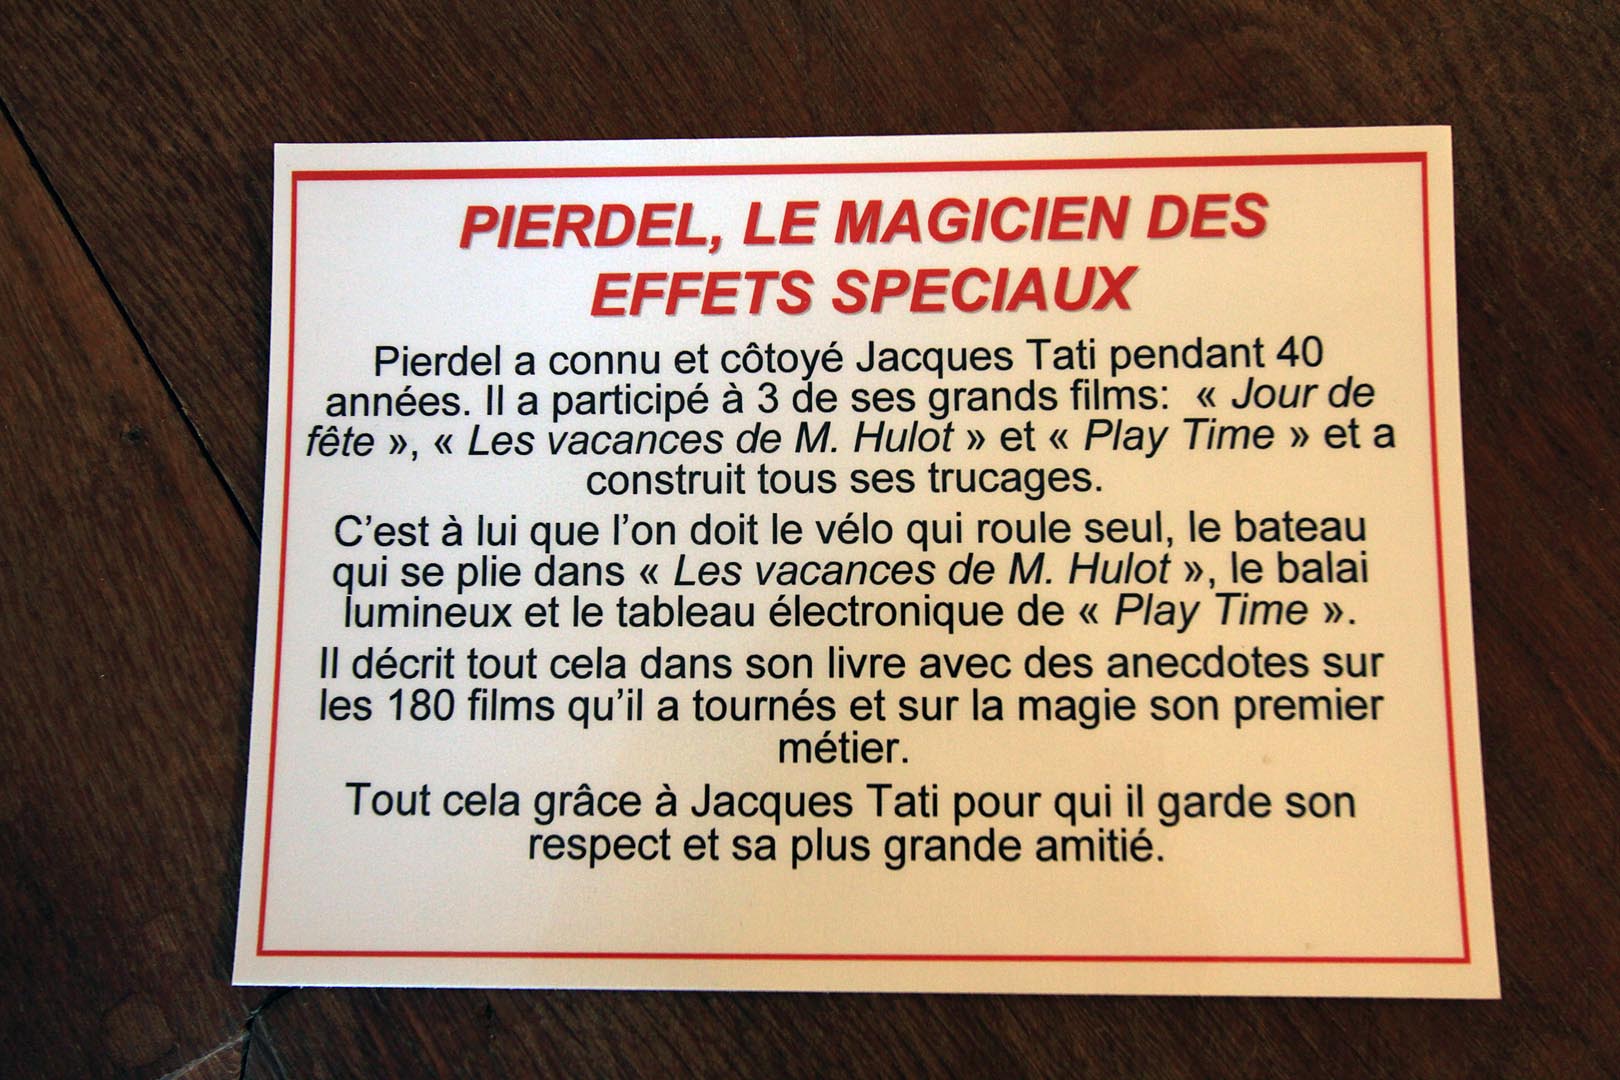 PIERDEL, LE MAGICIEN DES
EFFETS SPECIAUX
Pierdel a connu et côtoyé Jacques Tati pendant 40
années. Il a participé à 3 de ses grands films: « Jour de
fête », « Les vacances de M. Hulot » et « Play Time » et a
construit tous ses trucages.
C’est à lui que l’on doit le vélo qui roule seul, le bateau
qui se plie dans « Les vacances de M. Hulot », le balai
lumineux et le tableau électronique de « Play Time ».
Il décrit tout cela dans son livre avec des anecdotes sur
les 180 films qu’il a tournés et sur la magie son premier
métier.
Tout cela grâce à Jacques Tati pour qui il garde son
respect et sa plus grande amitié.